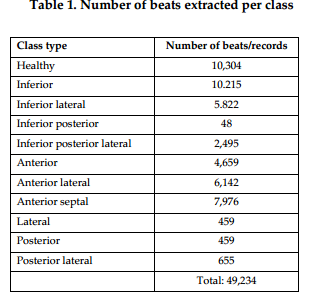 Table 1. Number of beats extracted per class
Class type Number of beats/records
Healthy 10,304
Inferior 10.215
Inferior lateral 5.822
Inferior posterior 48
Inferior posterior lateral 2,495
Anterior 4,659
Anterior lateral 6,142
Anterior septal 7,976
Lateral 459
Posterior 459
Posterior lateral 655
Total: 49,234